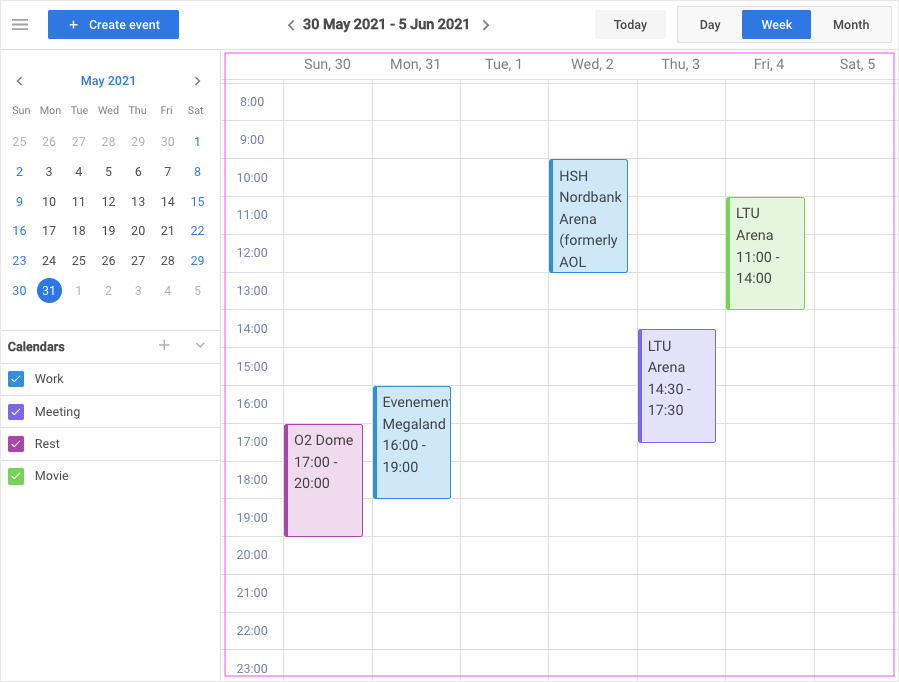 + Create event
30 May 2021 - 5 Jun 2021
Today
Day
Week
Month
May 2021
Sun Mon Tue Wed Thu Fri Sat
25 26 27 28 29 30 1
2 3 4 5 6 7 8
9 10 11 12 13 14 15
16 17 18 19 20 21 22
23 24 25 26 27 28 29
30 31 1 2 3 4 5
Calendars
Work
Meeting
Rest
Movie
Sun, 30 Mon, 31 Tue, 1 Wed, 2 Thu, 3 Fri, 4 Sat, 5
8:00
9:00
10:00
11:00
12:00
13:00
14:00
15:00
16:00
17:00
18:00
19:00
20:00
21:00
22:00
23:00
O2 Dome
17:00 -
20:00
Evenement
Megaland
16:00 -
19:00
HSH
Nordbank
Arena
(formerly
AOL
LTU
Arena
14:30 -
17:30
LTU
Arena
11:00 -
14:00